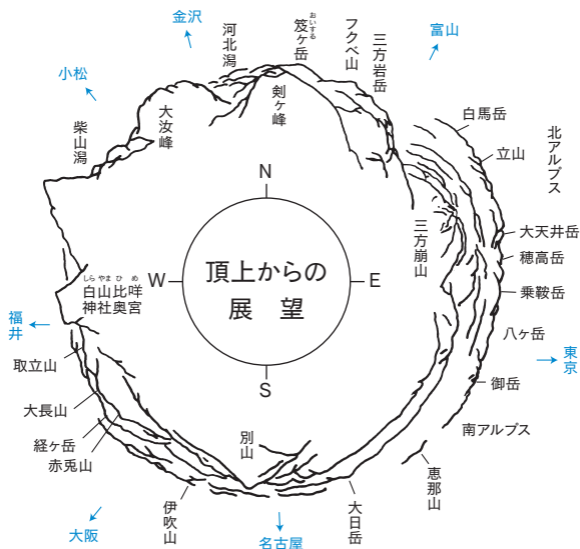 金沢
河北潟
おいずる
笈ヶ岳
フクベ山
三方岩岳
富山
小松
柴山潟
大汝峰
剣ヶ峰
白馬岳
立山
北アルプス
N
W
E
S
頂上からの
展 望
三方崩山
大天井岳
穂高岳
乗鞍岳
八ヶ岳
東京
御岳
南アルプス
恵那山
しらやまひめ
白山比咩
神社奥宮
福井
取立山
大長山
経ヶ岳
赤兎山
別山
伊吹山
大日岳
大阪
名古屋